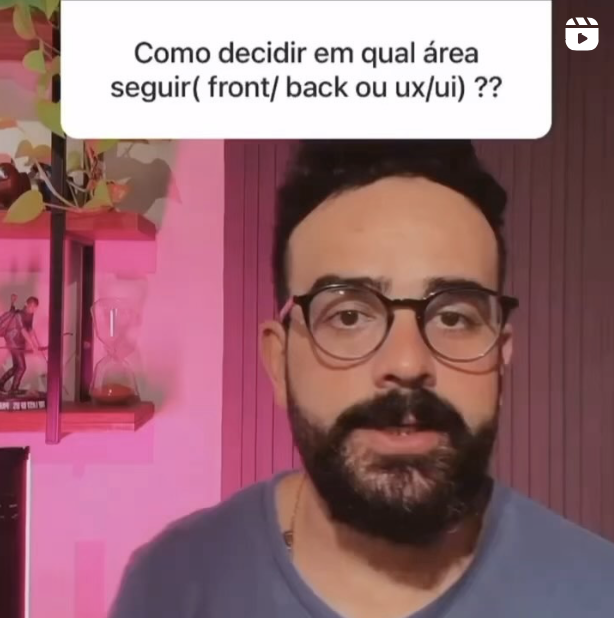 Como decidir em qual área
seguir( front/ back ou ux/ui) ??